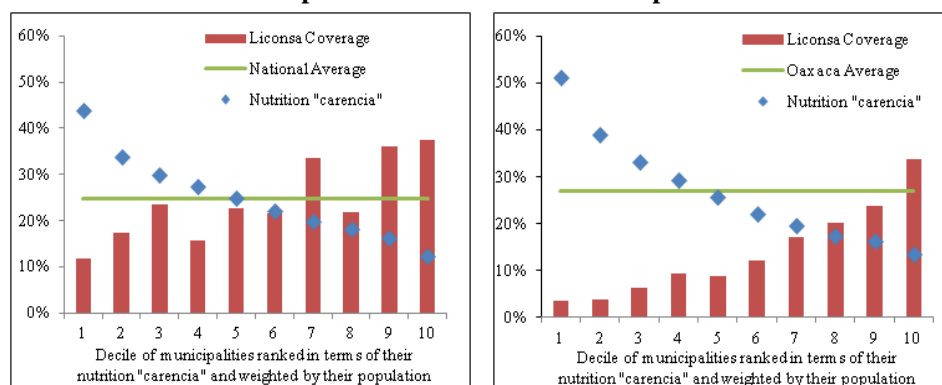 60%
50%
40%
30%
20%
10%
0%
Liconsa Coverage
National Average
Nutrition "carencia"
1 2 3 4 5 6 7 8 9 10
Decile of municipalities ranked in terms of their
nutrition "carencia" and weighted by their population
60%
50%
40%
30%
20%
10%
0%
Liconsa Coverage
Oaxaca Average
Nutrition "carencia"
1 2 3 4 5 6 7 8 9 10
Decile of municipalities ranked in terms of their
nutrition "carencia" and weighted by their population